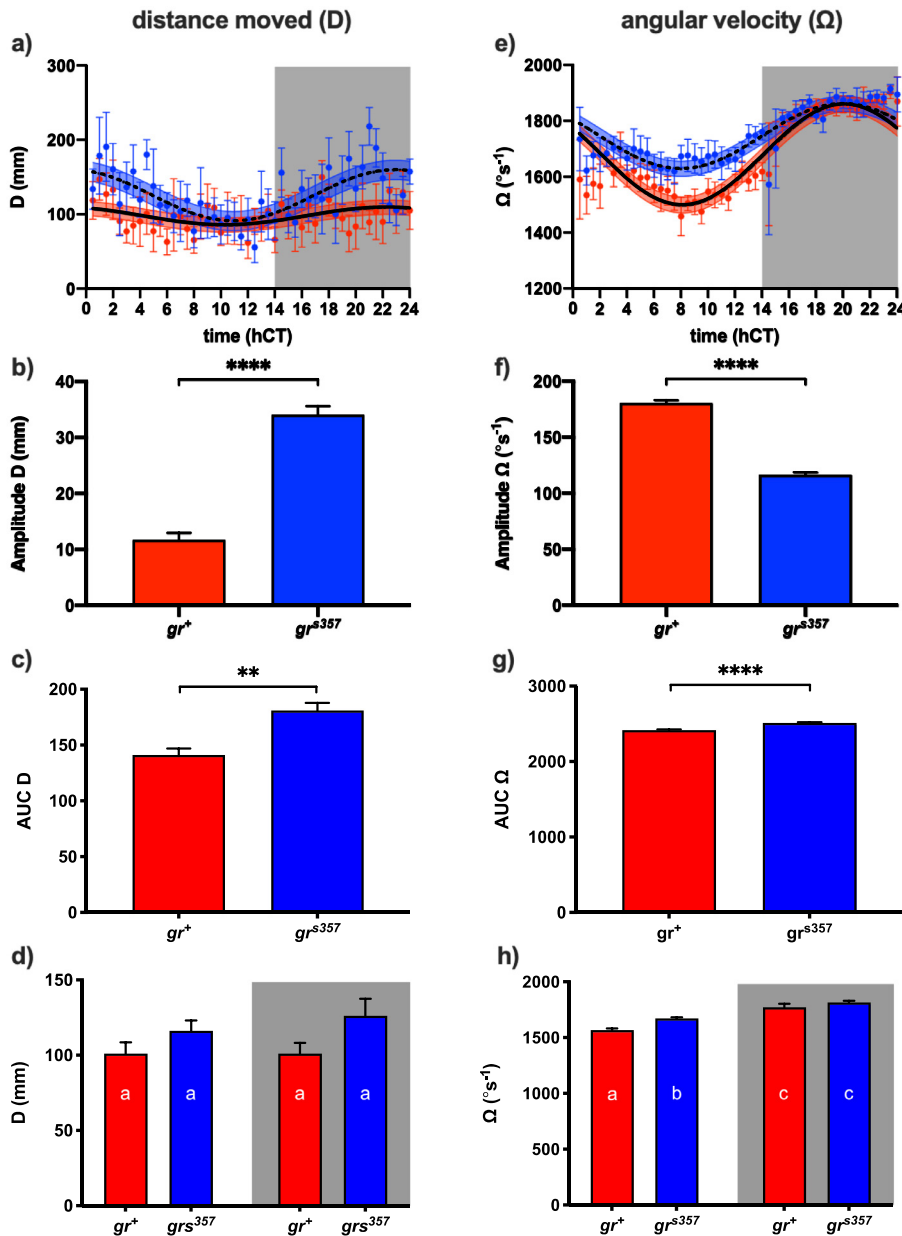 distance moved (D)
angular velocity (Ω)
a)
300
200
100
0
D (mm)
0 2 4 6 8 10 12 14 16 18 20 22 24
time (hCT)
e)
2000
1800
1600
1400
1200
Ω (°s-1)
0 2 4 6 8 10 12 14 16 18 20 22 24
time (hCT)
b)
****
40
30
20
10
0
Amplitude D (mm)
gr+ grs357
f)
****
200
150
100
50
0
Amplitude Ω (°s-1)
gr+ grs357
c)
**
200
150
100
50
0
AUC D
gr+ grs357
g)
****
3000
2000
1000
0
AUC Ω
gr+ grs357
d)
150
100
50
0
D (mm)
a a a a
gr+ grs357 gr+ grs357
h)
2000
1500
1000
500
0
Ω (°s-1)
a b c c
gr+ grs357 gr+ grs357